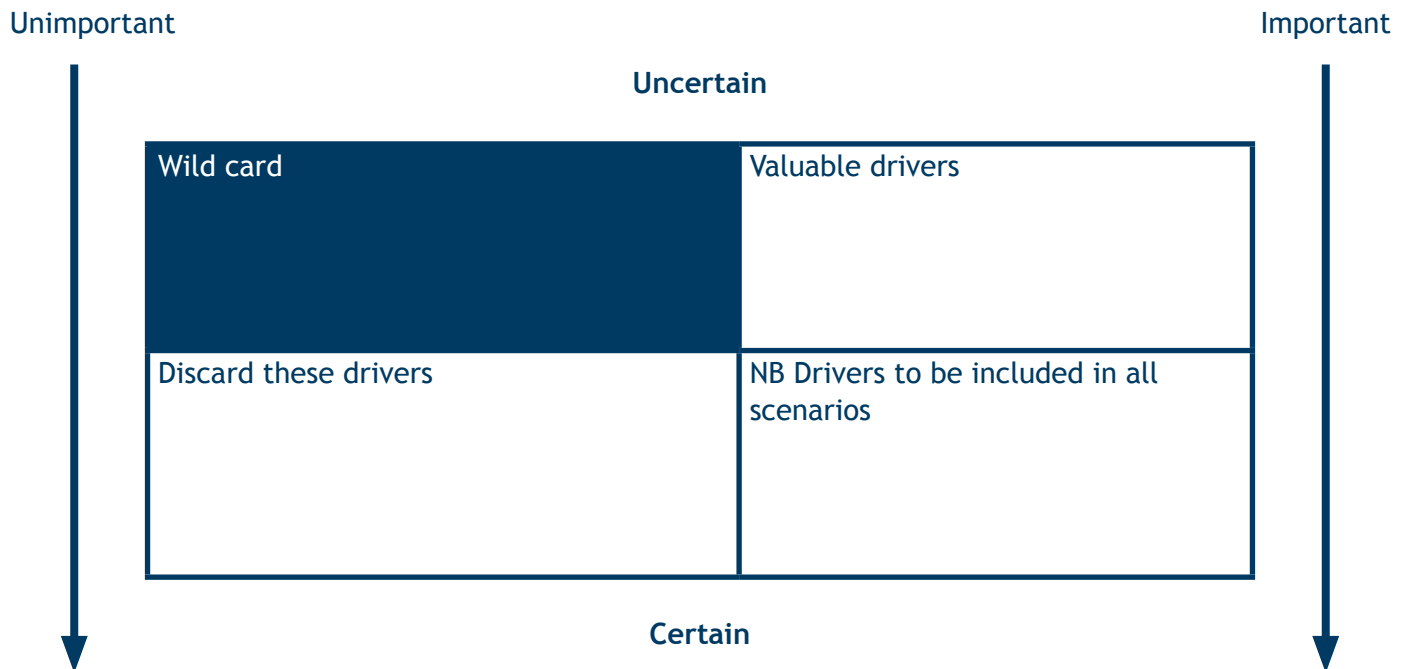 Unimportant
Important
Uncertain
Wild card
Valuable drivers
Discard these drivers
NB Drivers to be included in all
scenarios
Certain